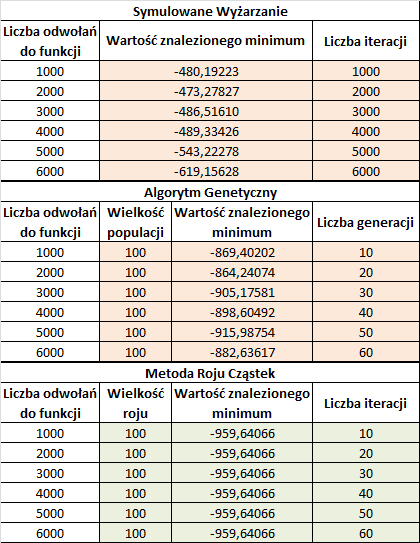 Symulowane Wyżarzanie
Liczba odwołań do funkcji Wartość znalezionego minimum Liczba iteracji
1000 -480,19223 1000
2000 -473,27827 2000
3000 -486,51610 3000
4000 -489,33426 4000
5000 -543,22278 5000
6000 -619,15628 6000
Algorytm Genetyczny
Liczba odwołań do funkcji Wielkość populacji Wartość znalezionego minimum Liczba generacji
1000 100 -869,40202 10
2000 100 -864,24074 20
3000 100 -905,17581 30
4000 100 -898,60492 40
5000 100 -915,98754 50
6000 100 -882,63617 60
Metoda Roju Cząstek
Liczba odwołań do funkcji Wielkość roju Wartość znalezionego minimum Liczba iteracji
1000 100 -959,64066 10
2000 100 -959,64066 20
3000 100 -959,64066 30
4000 100 -959,64066 40
5000 100 -959,64066 50
6000 100 -959,64066 60